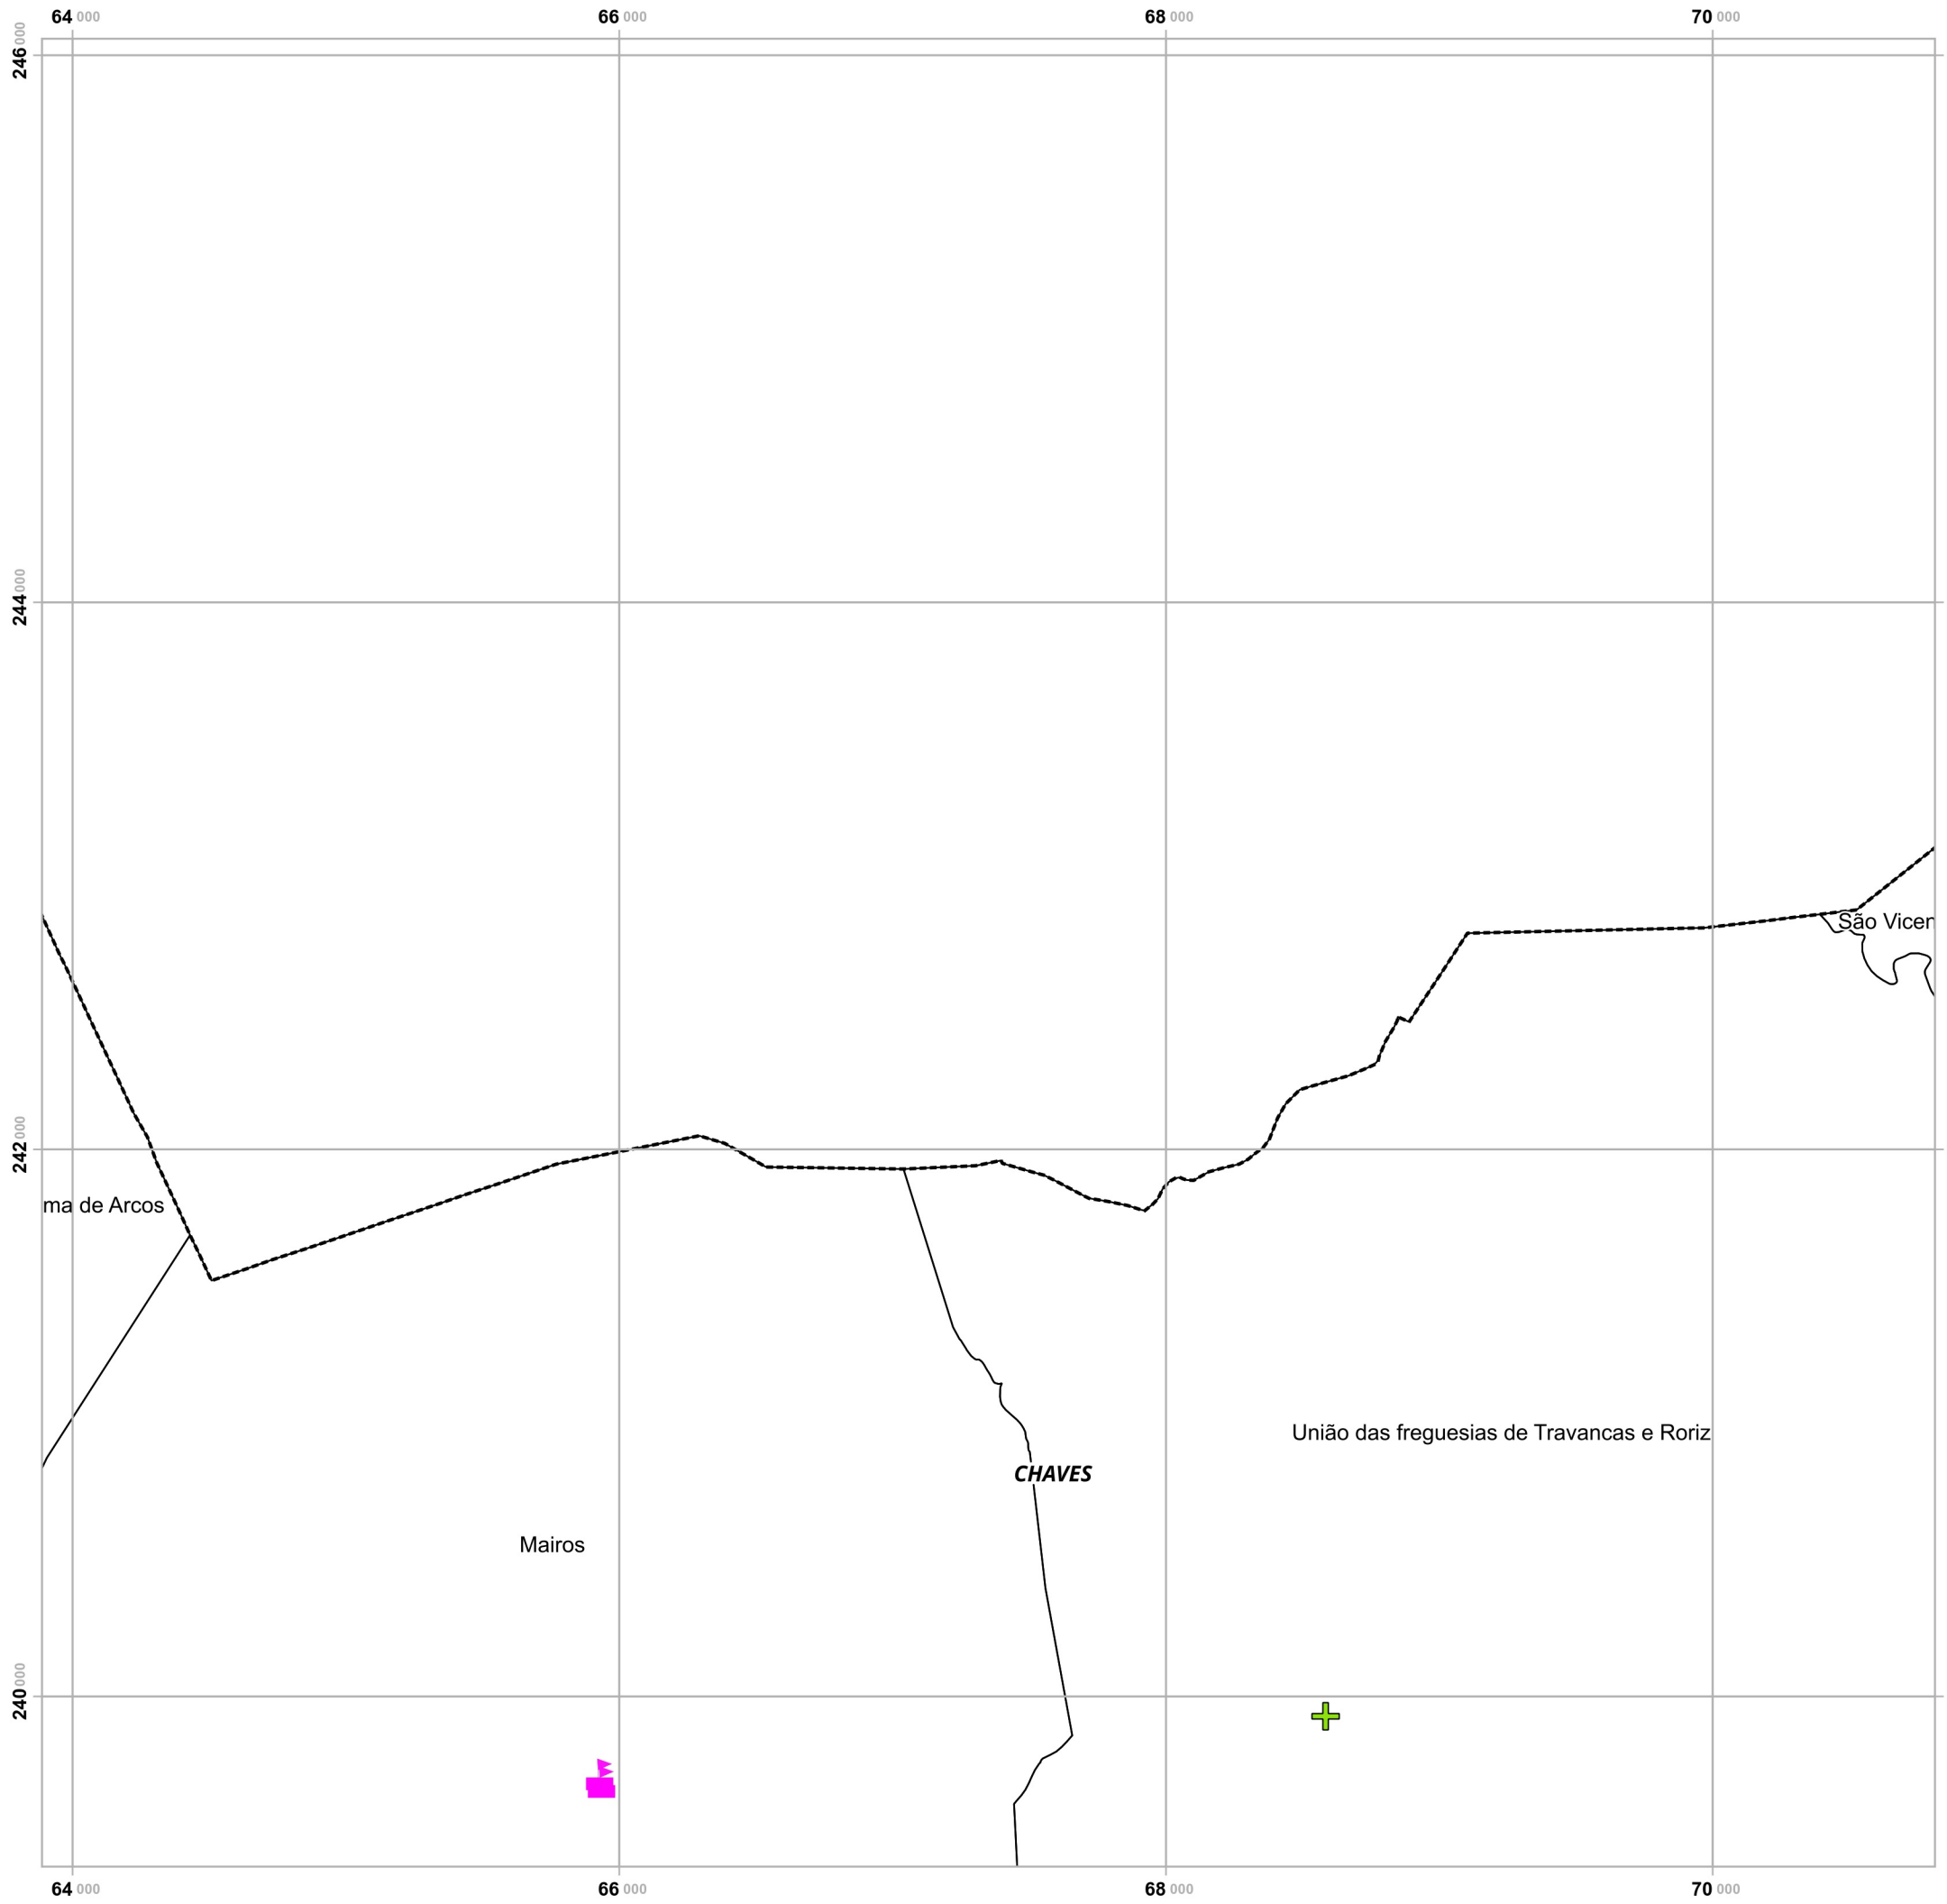 64 000 66 000 68 000 70 000
246 000
244 000
São Vicen
242 000
ma de Arcos
União das freguesias de Travancas e Roriz
CHAVES
Mairos
240 000
64 000 66 000 68 000 70 000